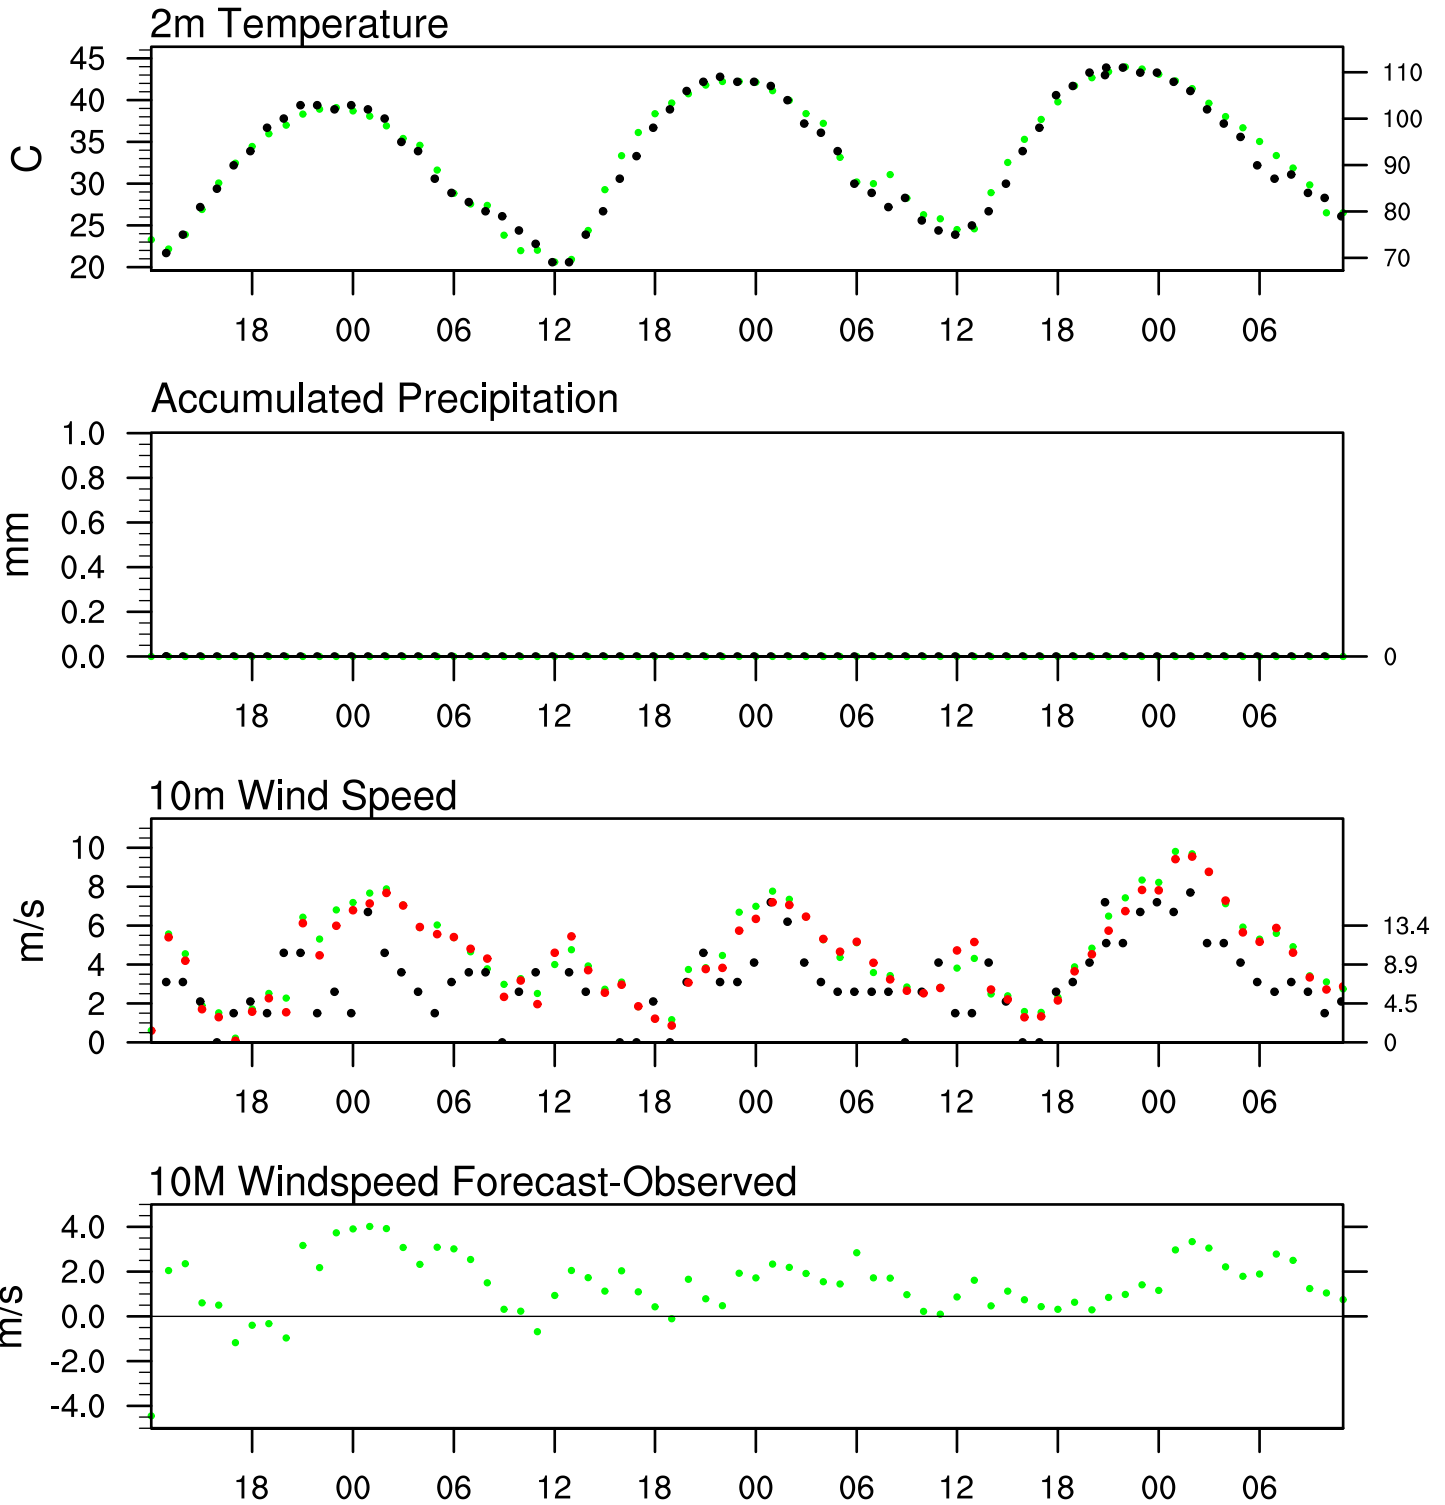 2m Temperature
45
40
35
30
25
20
C
110
100
90
80
70
18 00 06 12 18 00 06 12 18 00 06
Accumulated Precipitation
1.0
0.8
0.6
0.4
0.2
0.0
mm
0
18 00 06 12 18 00 06 12 18 00 06
10m Wind Speed
10
8
6
4
2
0
m/s
13.4
8.9
4.5
0
18 00 06 12 18 00 06 12 18 00 06
10M Windspeed Forecast-Observed
4.0
2.0
0.0
-2.0
-4.0
m/s
18 00 06 12 18 00 06 12 18 00 06